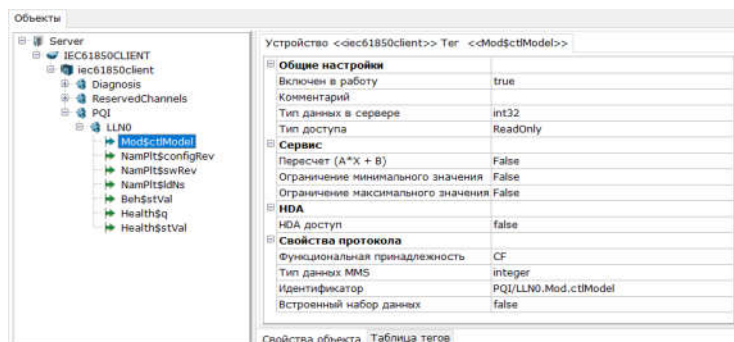 Объекты
Server
IEC61850CLIENT
iec61850client
Diagnosis
ReservedChannels
PQI
LLN0
Mod$ctlModel
NamPlt$configRev
NamPlt$swRev
NamPlt$ldNs
Beh$stVal
Health$q
Health$stVal
Устройство <<iec61850client>> Тег <<Mod$ctlModel>>
Общие настройки
Включен в работу true
Комментарий
Тип данных в сервере int32
Тип доступа ReadOnly
Сервис
Пересчет (A*X + B) False
Ограничение минимального значения False
Ограничение максимального значения False
HDA
HDA доступ false
Свойства протокола
Функциональная принадлежность CF
Тип данных MMS integer
Идентификатор PQI/LLN0.Mod.ctlModel
Встроенный набор данных false
Свойства объекта Таблица тегов